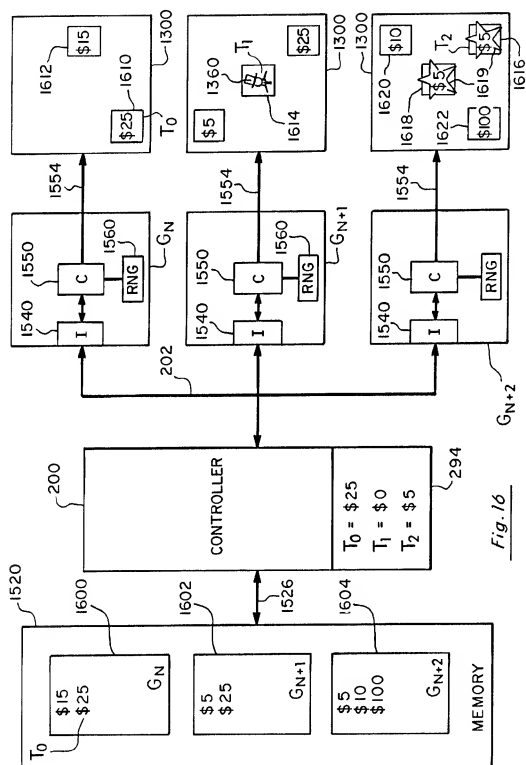 1520
1600
T0
$15
$25
GN
1602
$5
$25
GN+1
1604
$5
$10
$100
GN+2
MEMORY
1526
200
CONTROLLER
294
T0 = $25
T1 = $0
T2 = $5
202
1540
1550
1560
I
C
RNG
GN
1554
1612
$15
1610
$25
T0
1300
1540
1550
1560
I
C
RNG
GN+1
1554
$5
1360
T1
1614
$25
1300
1540
1550
I
C
RNG
GN+2
1554
1300
1620
$10
1618
$5
T2
$5
1622
$100
1619
1616
Fig. 16